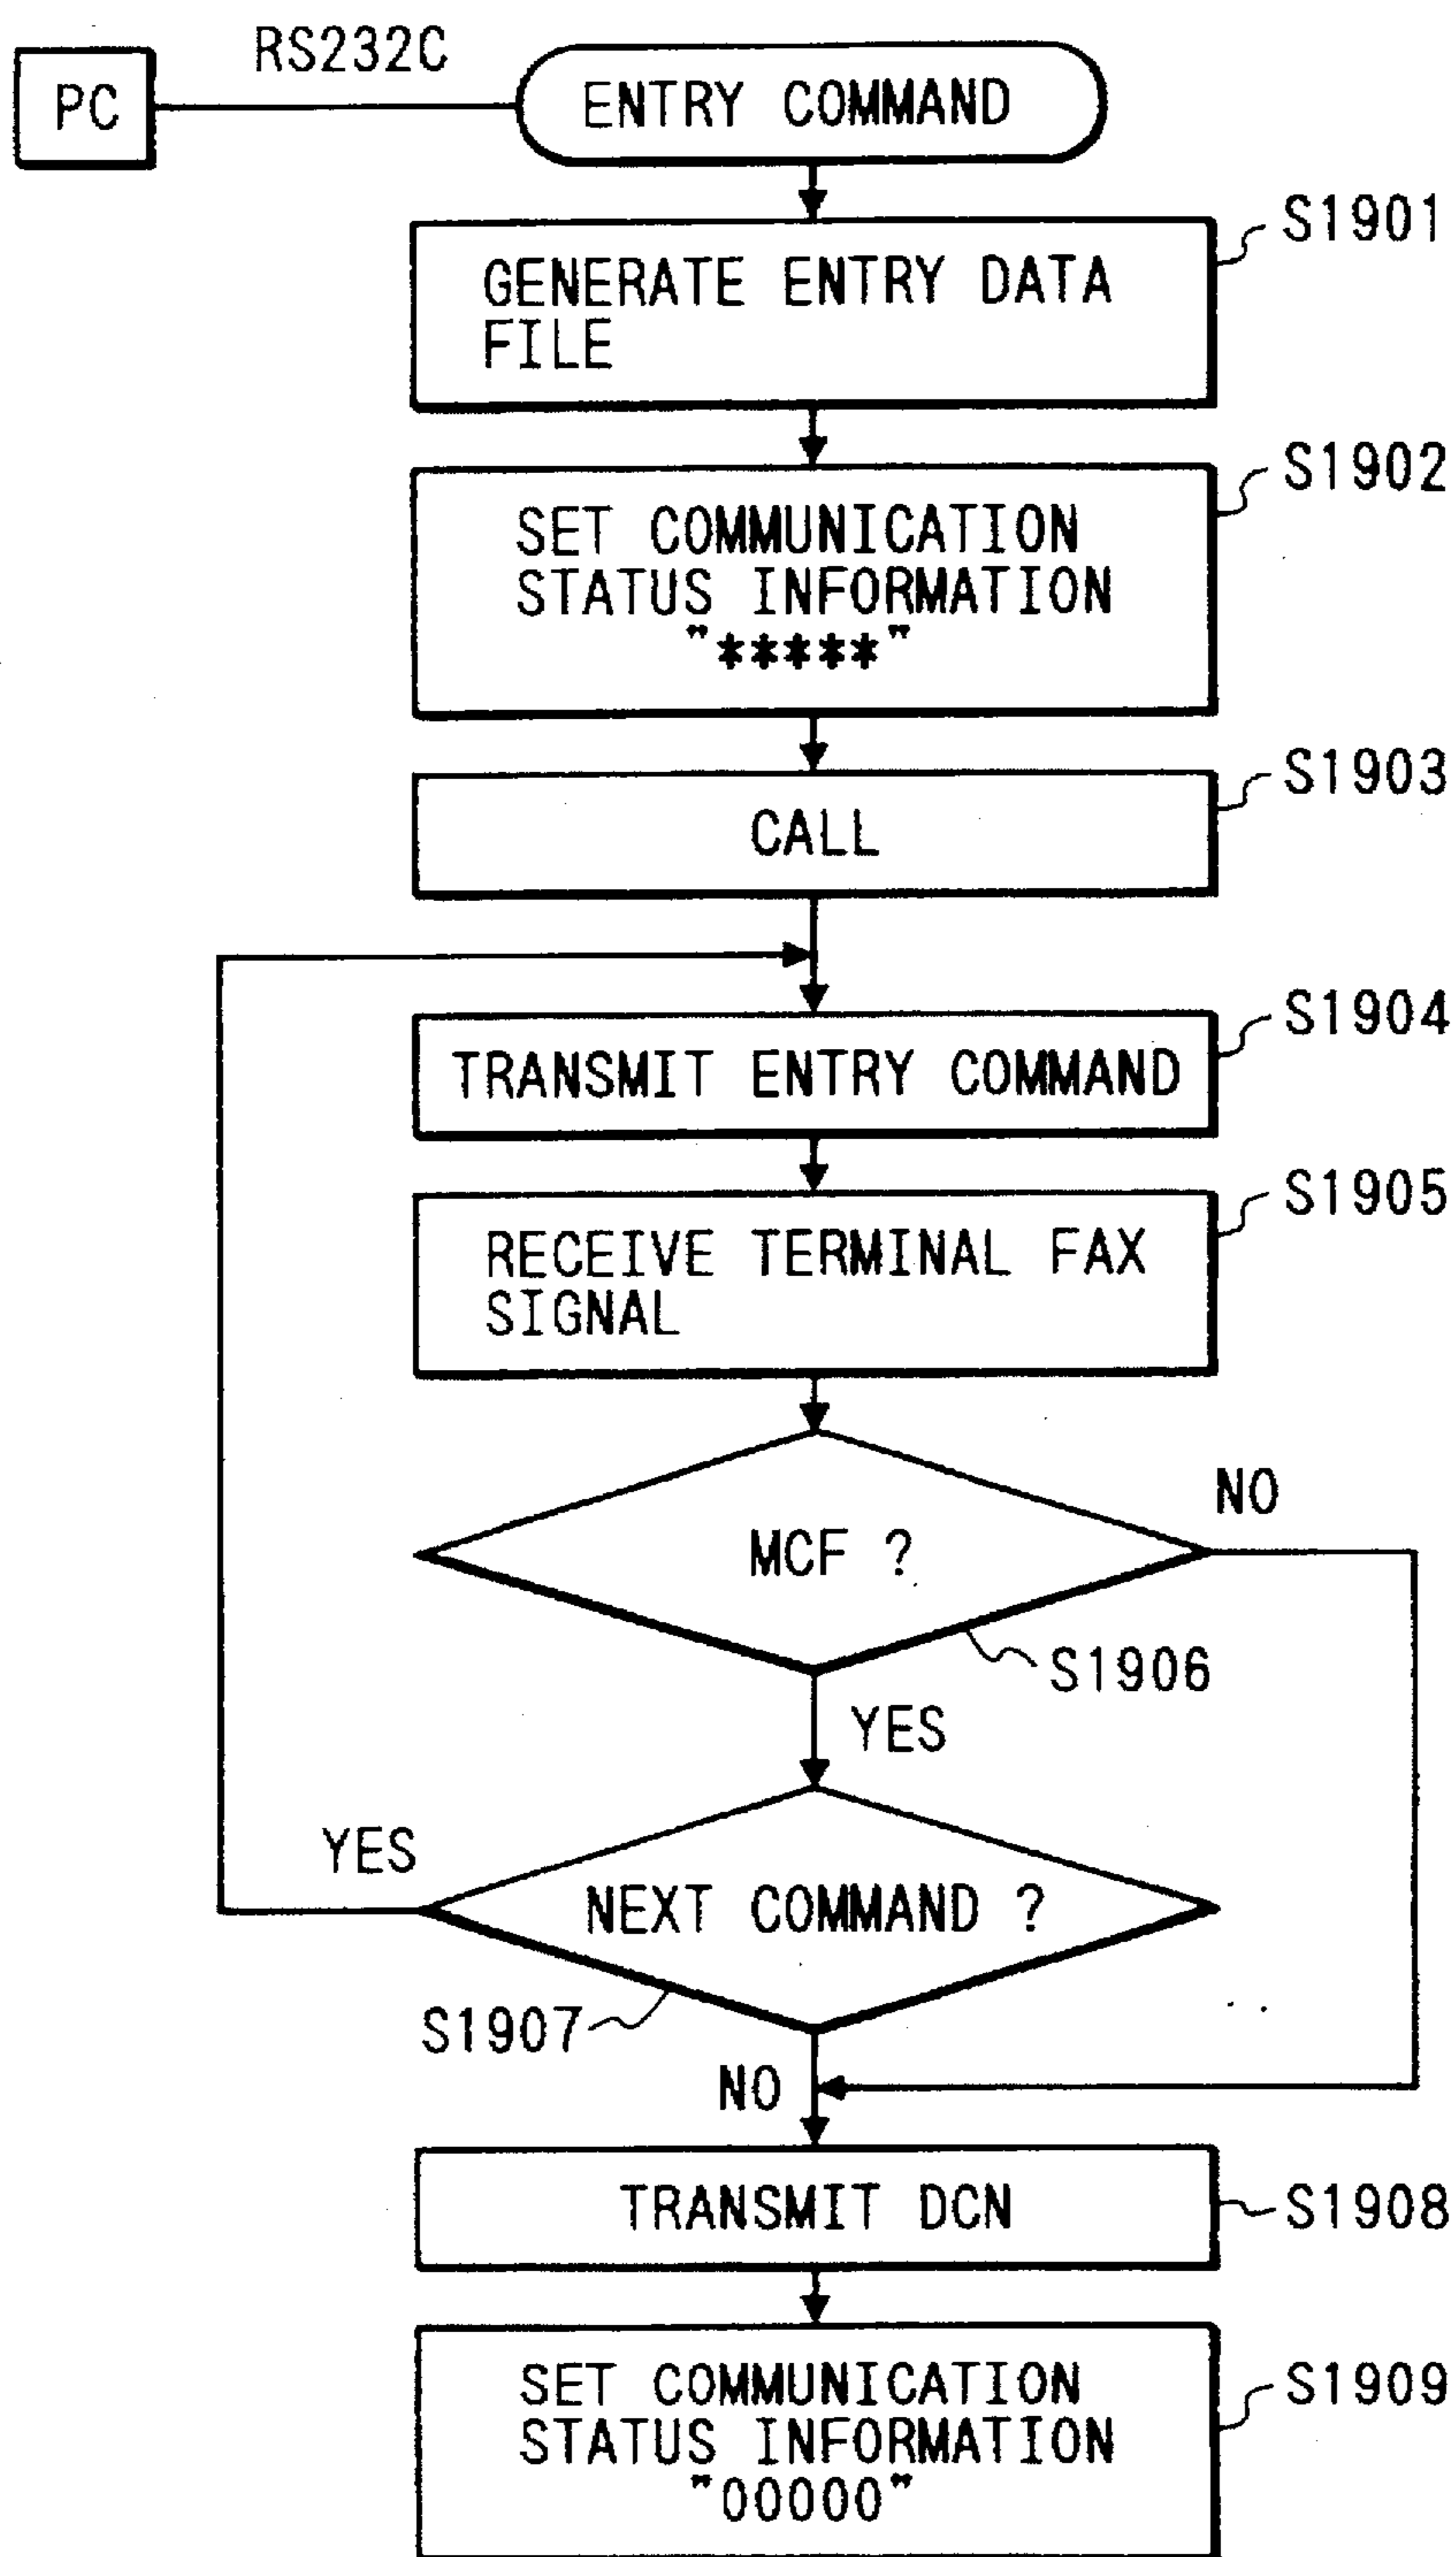 RS232C
PC
ENTRY COMMAND
S1901
GENERATE ENTRY DATA
FILE
S1902
SET COMMUNICATION
STATUS INFORMATION
"*****"
S1903
CALL
S1904
TRANSMIT ENTRY COMMAND
S1905
RECEIVE TERMINAL FAX
SIGNAL
NO
MCF ?
S1906
YES
YES
NEXT COMMAND ?
S1907
NO
TRANSMIT DCN
S1908
SET COMMUNICATION
S1909
STATUS INFORMATION
"00000"